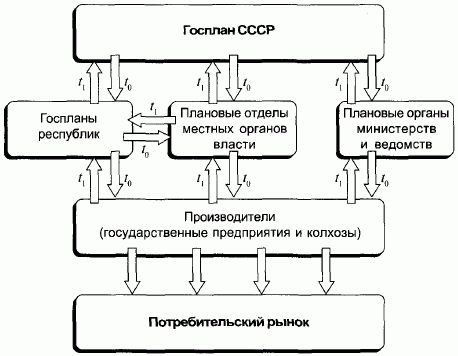 Госплан СССР
t₁ t₀ t₁ t₀ t₁ t₀
Госпланы
республик
t₁
t₀
Плановые отделы
местных органов
власти
Плановые органы
министерств
и ведомств
t₁ t₀ t₁ t₀ t₁ t₀
Производители
(государственные предприятия и колхозы)
Потребительский рынок